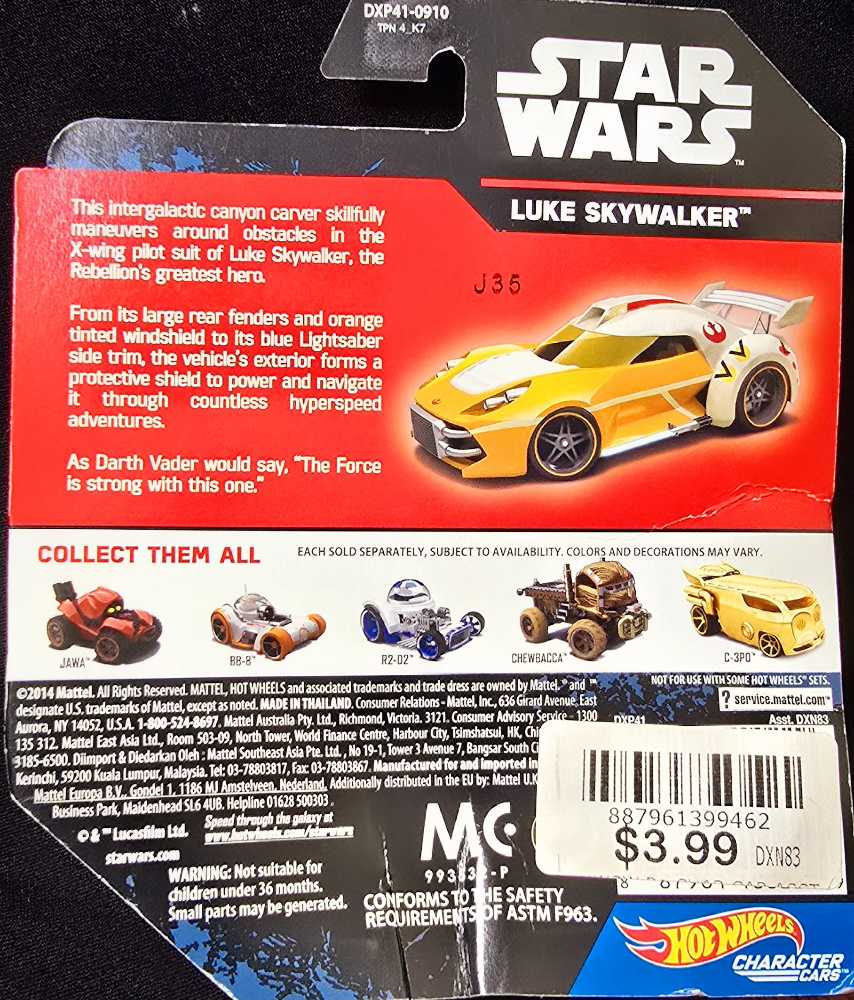 DXP41-0910
TPN 4_K7
STAR
WARS™
LUKE SKYWALKER™
This intergalactic canyon carver skillfully
maneuvers around obstacles in the
X-wing pilot suit of Luke Skywalker, the
Rebellion's greatest hero.
From its large rear fenders and orange
tinted windshield to its blue Lightsaber
side trim, the vehicle's exterior forms a
protective shield to power and navigate
it through countless hyperspeed
adventures.
As Darth Vader would say, "The Force
is strong with this one."
J35
COLLECT THEM ALL
EACH SOLD SEPARATELY, SUBJECT TO AVAILABILITY. COLORS AND DECORATIONS MAY VARY.
JAWA™
BB-8™
R2-D2™
CHEWBACCA™
C-3PO™
NOT FOR USE WITH SOME HOT WHEELS® SETS.
? service.mattel.com™
DXP41
Asst. DXN83
©2014 Mattel. All Rights Reserved. MATTEL, HOT WHEELS and associated trademarks and trade dress are owned by Mattel. ® and ™
designate U.S. trademarks of Mattel, except as noted. MADE IN THAILAND. Consumer Relations - Mattel, Inc., 636 Girard Avenue, East
Aurora, NY 14052, U.S.A. 1-800-524-8697. Mattel Australia Pty. Ltd., Richmond, Victoria. 3121. Consumer Advisory Service - 1300
135 312. Mattel East Asia Ltd., Room 503-09, North Tower, World Finance Centre, Harbour City, Tsimshatsui, HK,
3185-6500. Diimport & Diedarkan Oleh : Mattel Southeast Asia Pte. Ltd., No 19-1, Tower 3 Avenue 7, Bangsar South
Kerinchi, 59200 Kuala Lumpur, Malaysia. Tel: 03-78803817, Fax: 03-78803867. Manufactured for and imported in
Mattel Europa B.V., Gondel 1, 1186 MJ Amstelveen, Nederland. Additionally distributed in the EU by: Mattel
Business Park, Maidenhead SL6 4UB. Helpline 01628 500303.
© & ™ Lucasfilm Ltd.
starwars.com
Speed through the galaxy at
www.hotwheels.com/starwars
WARNING: Not suitable for
children under 36 months.
Small parts may be generated.
MC
CONFORMS TO THE SAFETY
REQUIREMENTS OF ASTM F963.
887961399462
$3.99 DXN83
HOT WHEELS
CHARACTER
CARS™